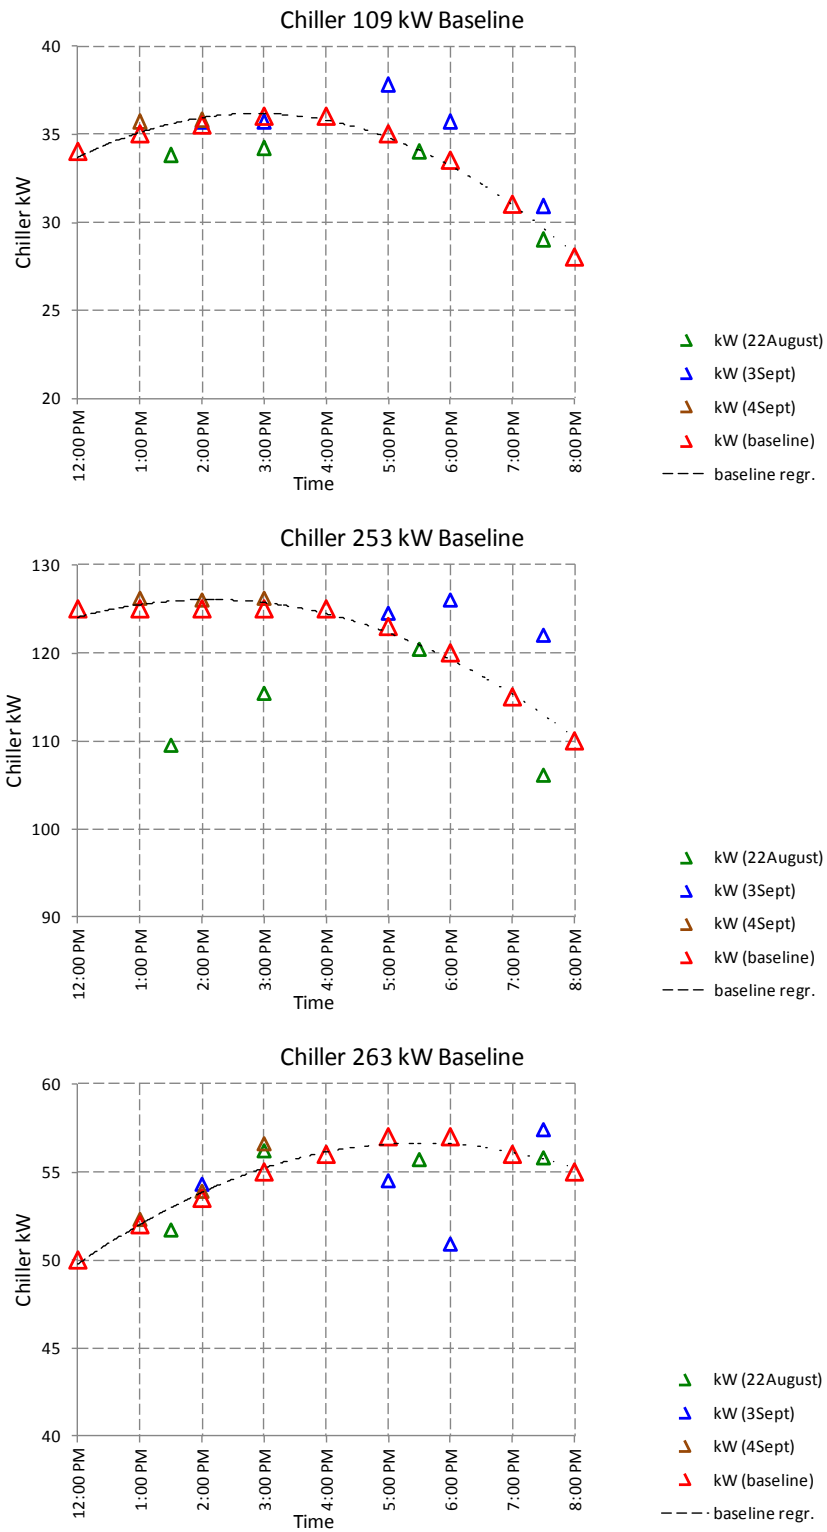 Chiller 109 kW Baseline
40
35
30
25
20
Chiller kW
12:00 PM
1:00 PM
2:00 PM
3:00 PM
4:00 PM
5:00 PM
6:00 PM
7:00 PM
8:00 PM
Time
kW (22August)
kW (3Sept)
kW (4Sept)
kW (baseline)
baseline regr.
Chiller 253 kW Baseline
130
120
110
100
90
Chiller kW
12:00 PM
1:00 PM
2:00 PM
3:00 PM
4:00 PM
5:00 PM
6:00 PM
7:00 PM
8:00 PM
Time
kW (22August)
kW (3Sept)
kW (4Sept)
kW (baseline)
baseline regr.
Chiller 263 kW Baseline
60
55
50
45
40
Chiller kW
12:00 PM
1:00 PM
2:00 PM
3:00 PM
4:00 PM
5:00 PM
6:00 PM
7:00 PM
8:00 PM
Time
kW (22August)
kW (3Sept)
kW (4Sept)
kW (baseline)
baseline regr.